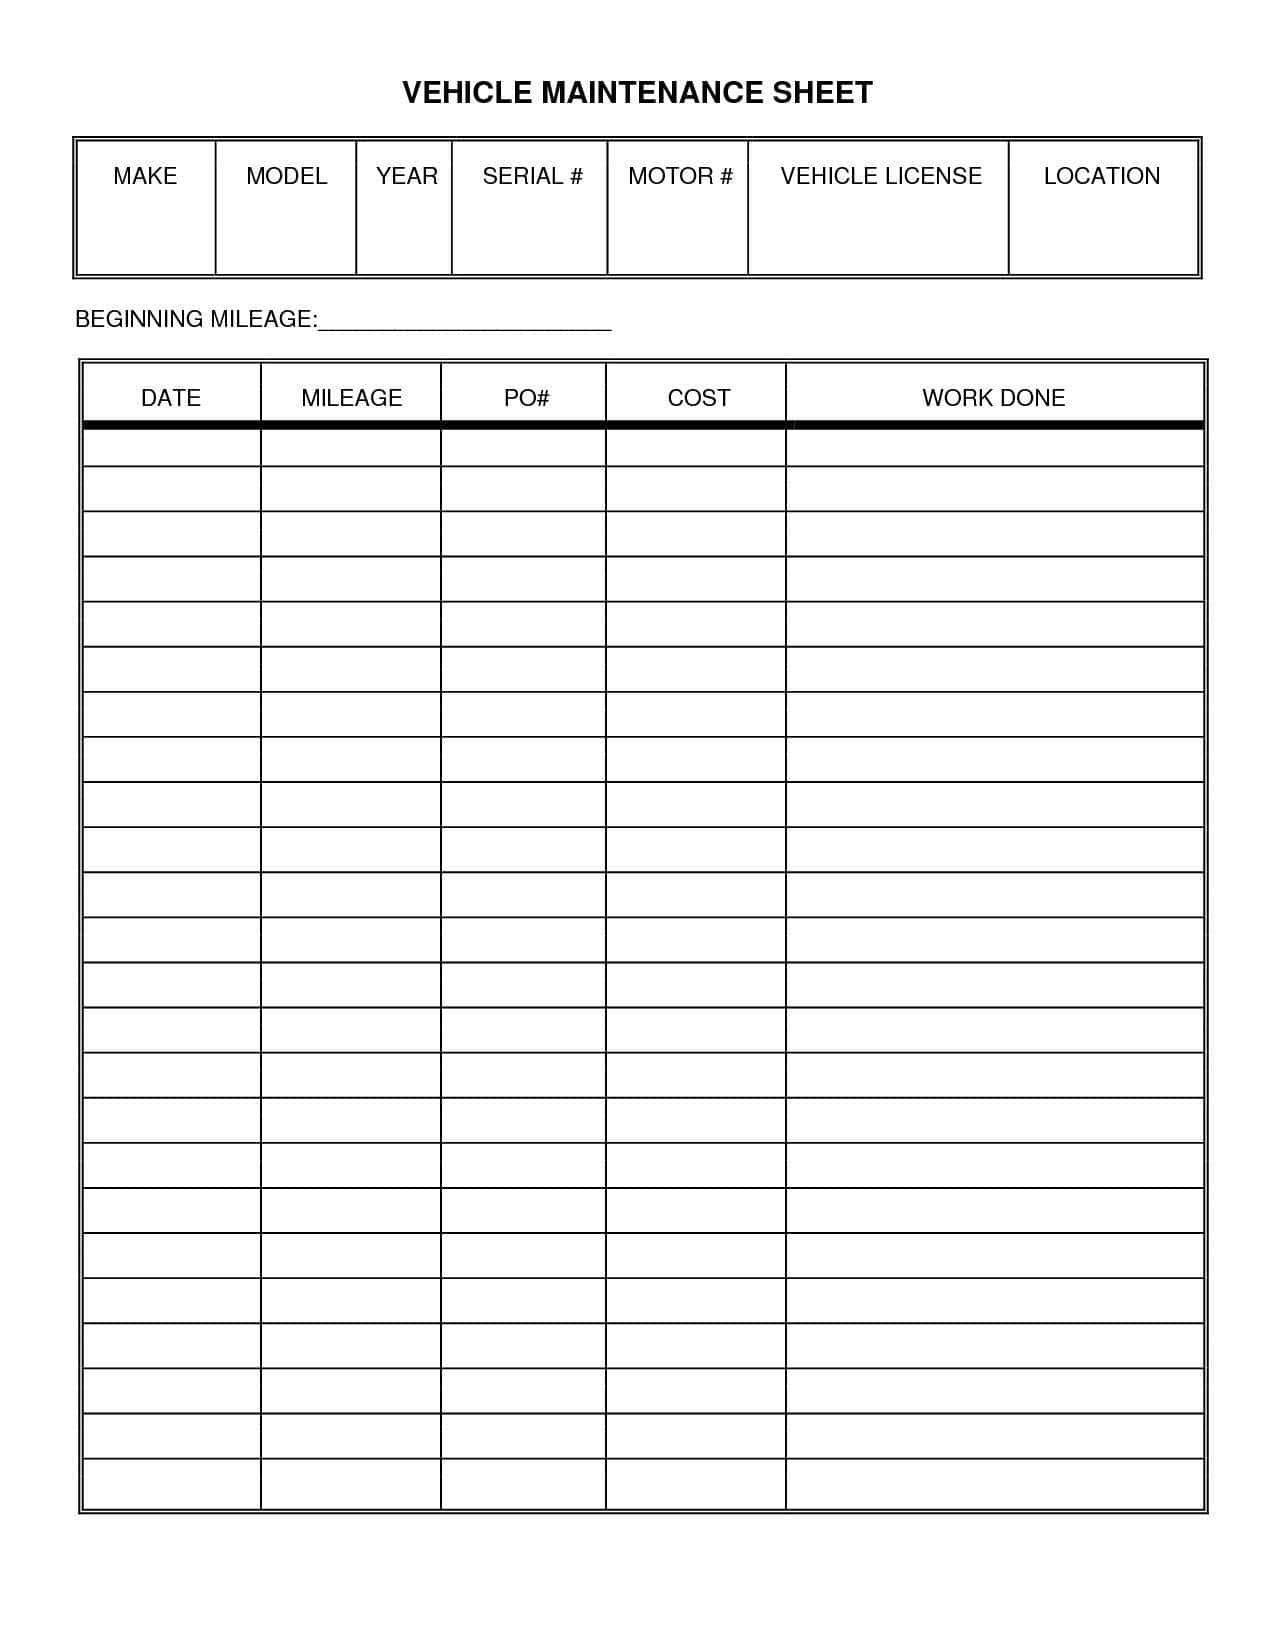 VEHICLE MAINTENANCE SHEET
MAKE MODEL YEAR SERIAL # MOTOR # VEHICLE LICENSE LOCATION
BEGINNING MILEAGE:_______________________
DATE MILEAGE PO# COST WORK DONE